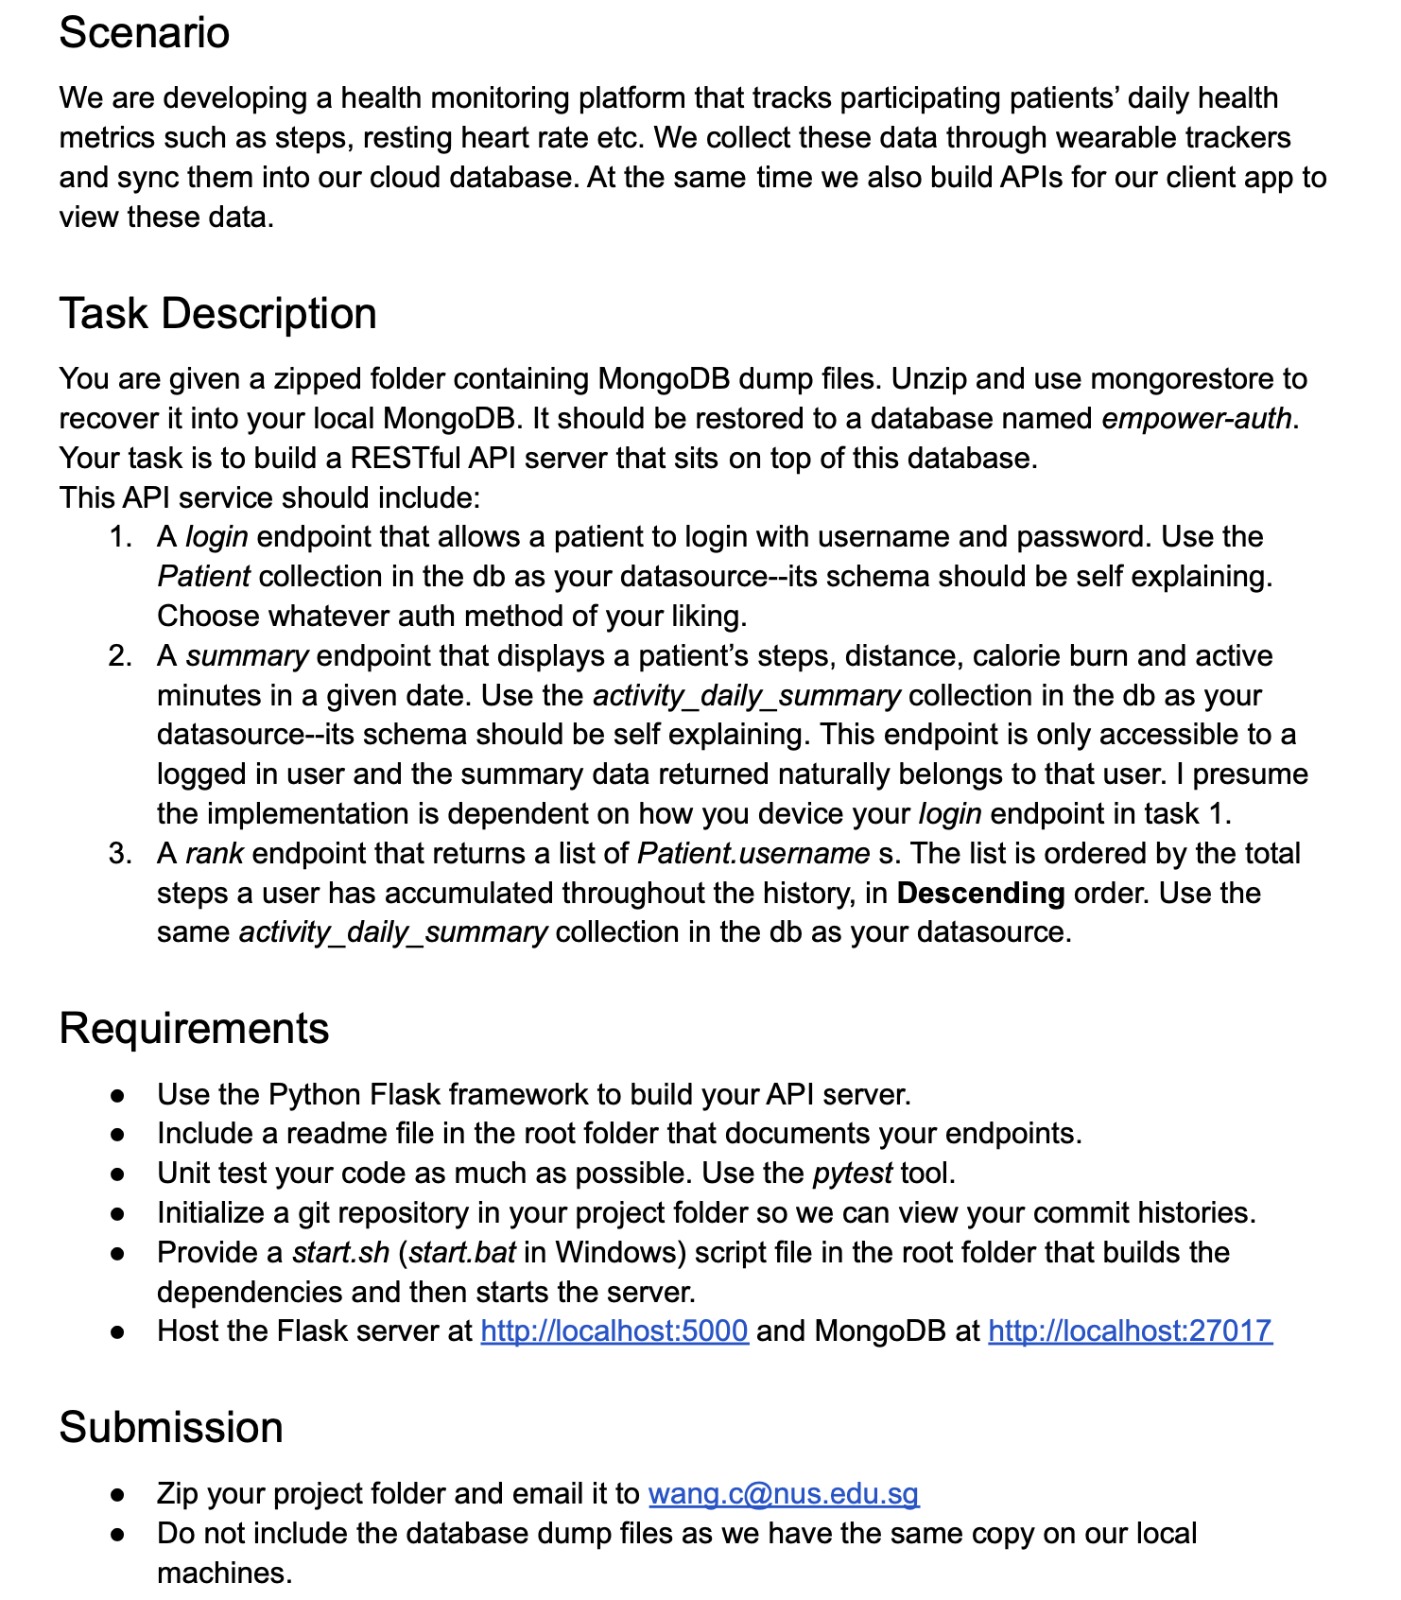 Scenario
We are developing a health monitoring platform that tracks participating patients’ daily health
metrics such as steps, resting heart rate etc. We collect these data through wearable trackers
and sync them into our cloud database. At the same time we also build APIs for our client app to
view these data.
Task Description
You are given a zipped folder containing MongoDB dump files. Unzip and use mongorestore to
recover it into your local MongoDB. It should be restored to a database named empower-auth.
Your task is to build a RESTful API server that sits on top of this database.
This API service should include:
1. A login endpoint that allows a patient to login with username and password. Use the
Patient collection in the db as your datasource--its schema should be self explaining.
Choose whatever auth method of your liking.
2. A summary endpoint that displays a patient’s steps, distance, calorie burn and active
minutes in a given date. Use the activity_daily_summary collection in the db as your
datasource--its schema should be self explaining. This endpoint is only accessible to a
logged in user and the summary data returned naturally belongs to that user. I presume
the implementation is dependent on how you device your login endpoint in task 1.
3. A rank endpoint that returns a list of Patient.username s. The list is ordered by the total
steps a user has accumulated throughout the history, in Descending order. Use the
same activity_daily_summary collection in the db as your datasource.
Requirements
● Use the Python Flask framework to build your API server.
● Include a readme file in the root folder that documents your endpoints.
● Unit test your code as much as possible. Use the pytest tool.
● Initialize a git repository in your project folder so we can view your commit histories.
● Provide a start.sh (start.bat in Windows) script file in the root folder that builds the
dependencies and then starts the server.
● Host the Flask server at http://localhost:5000 and MongoDB at http://localhost:27017
Submission
● Zip your project folder and email it to wang.c@nus.edu.sg
● Do not include the database dump files as we have the same copy on our local
machines.